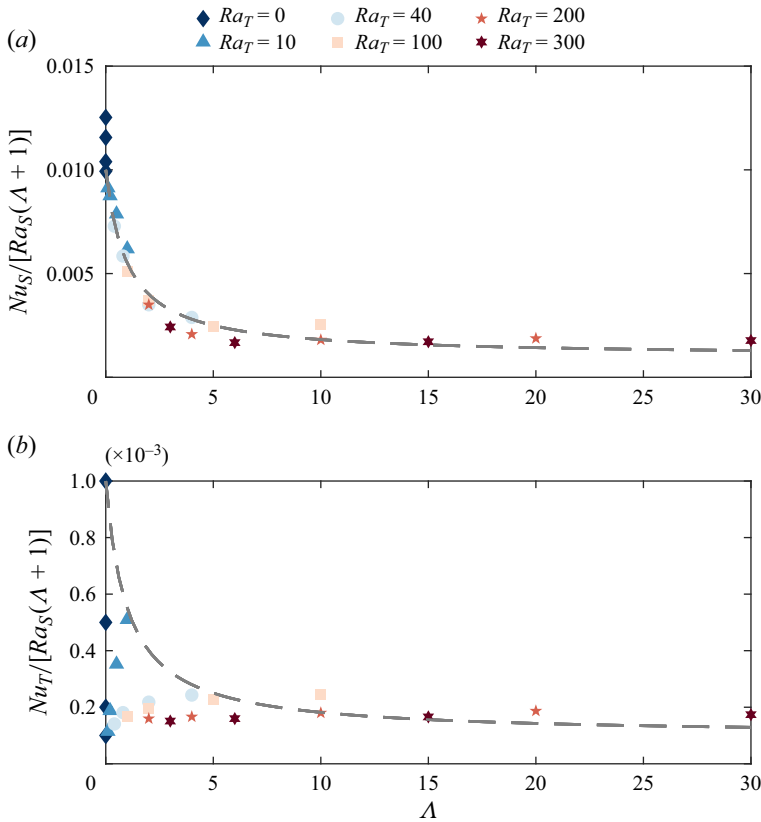 Ra_T = 0 Ra_T = 40 Ra_T = 200
Ra_T = 10 Ra_T = 100 Ra_T = 300
(a)
0.015
0.010
0.005
Nu_S/[Ra_S(Λ + 1)]
0 5 10 15 20 25 30
(b)
(×10⁻³)
1.0
0.8
0.6
0.4
0.2
Nu_T/[Ra_S(Λ + 1)]
0 5 10 15 20 25 30
Λ